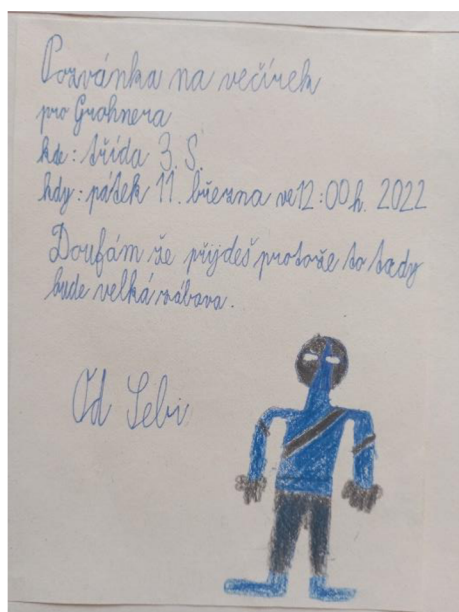 Pozvánka na večírek
pro Grohnera
kde: třída 3. S.
kdy: pátek 11. března ve 12:00 h. 2022
Doufám že přijdeš protože to tady
bude velká zábava.
Od Sebi